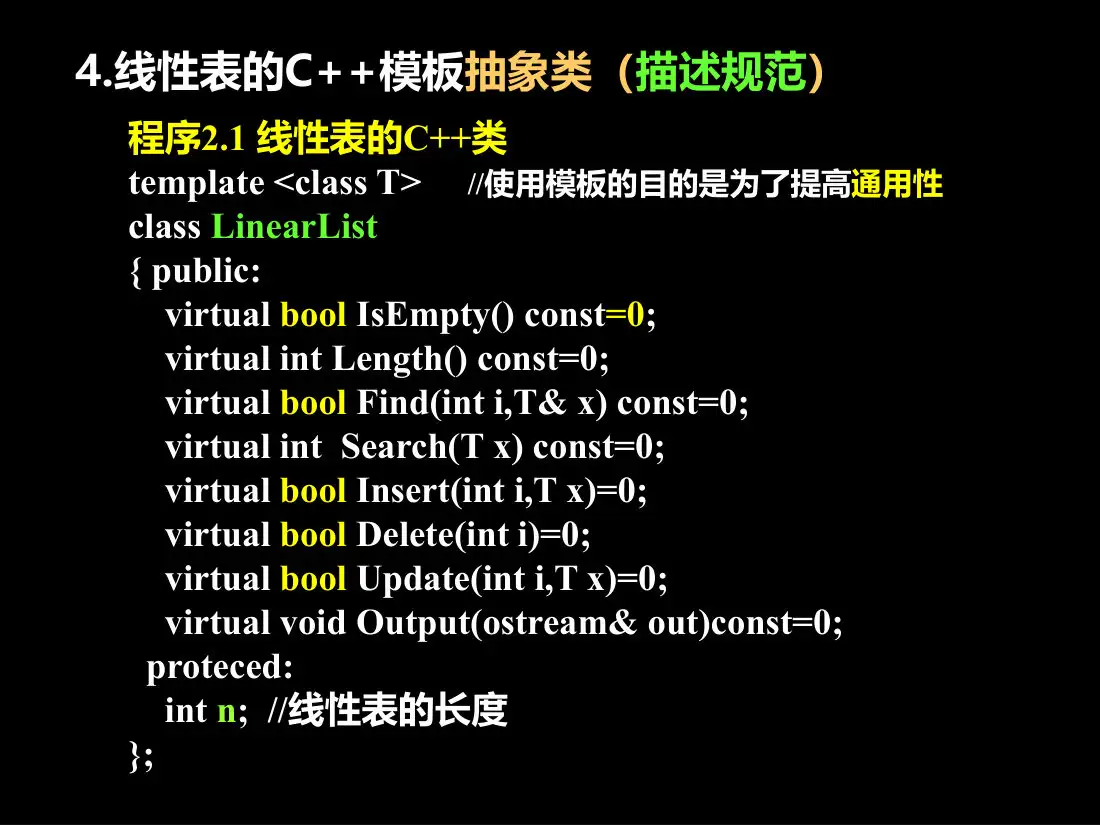 4.线性表的C++模板抽象类（描述规范）
程序2.1 线性表的C++类
template <class T> //使用模板的目的是为了提高通用性
class LinearList
{ public:
virtual bool IsEmpty() const=0;
virtual int Length() const=0;
virtual bool Find(int i,T& x) const=0;
virtual int Search(T x) const=0;
virtual bool Insert(int i,T x)=0;
virtual bool Delete(int i)=0;
virtual bool Update(int i,T x)=0;
virtual void Output(ostream& out)const=0;
proteced:
int n; //线性表的长度
};